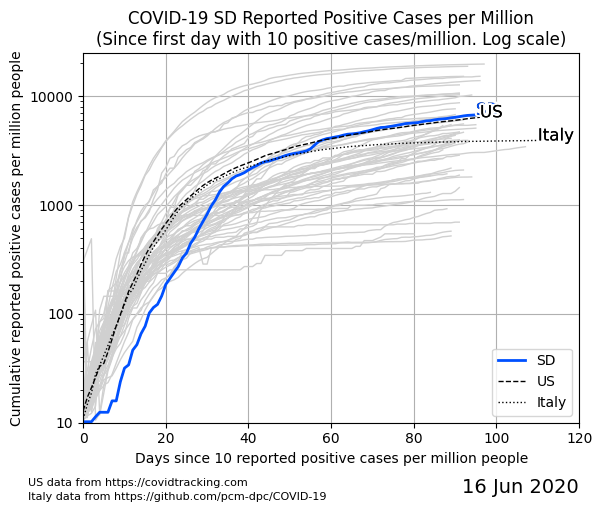 COVID-19 SD Reported Positive Cases per Million
(Since first day with 10 positive cases/million. Log scale)
Cumulative reported positive cases per million people
10000
1000
100
10
US
Italy
SD
US
Italy
0
20
40
60
80
100
120
Days since 10 reported positive cases per million people
US data from https://covidtracking.com
Italy data from https://github.com/pcm-dpc/COVID-19
16 Jun 2020